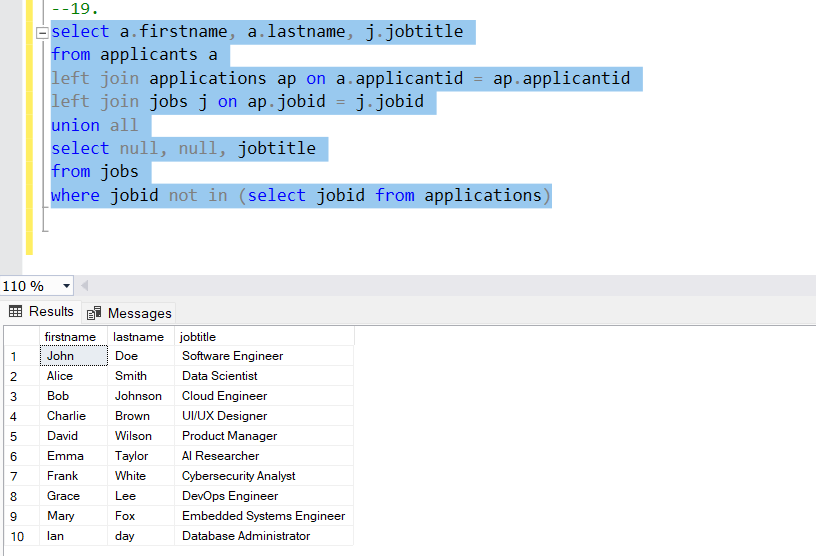 --19.
select a.firstname, a.lastname, j.jobtitle
from applicants a
left join applications ap on a.applicantid = ap.applicantid
left join jobs j on ap.jobid = j.jobid
union all
select null, null, jobtitle
from jobs
where jobid not in (select jobid from applications)
110 %
Results Messages
firstname lastname jobtitle
1 John Doe Software Engineer
2 Alice Smith Data Scientist
3 Bob Johnson Cloud Engineer
4 Charlie Brown UI/UX Designer
5 David Wilson Product Manager
6 Emma Taylor AI Researcher
7 Frank White Cybersecurity Analyst
8 Grace Lee DevOps Engineer
9 Mary Fox Embedded Systems Engineer
10 Ian day Database Administrator